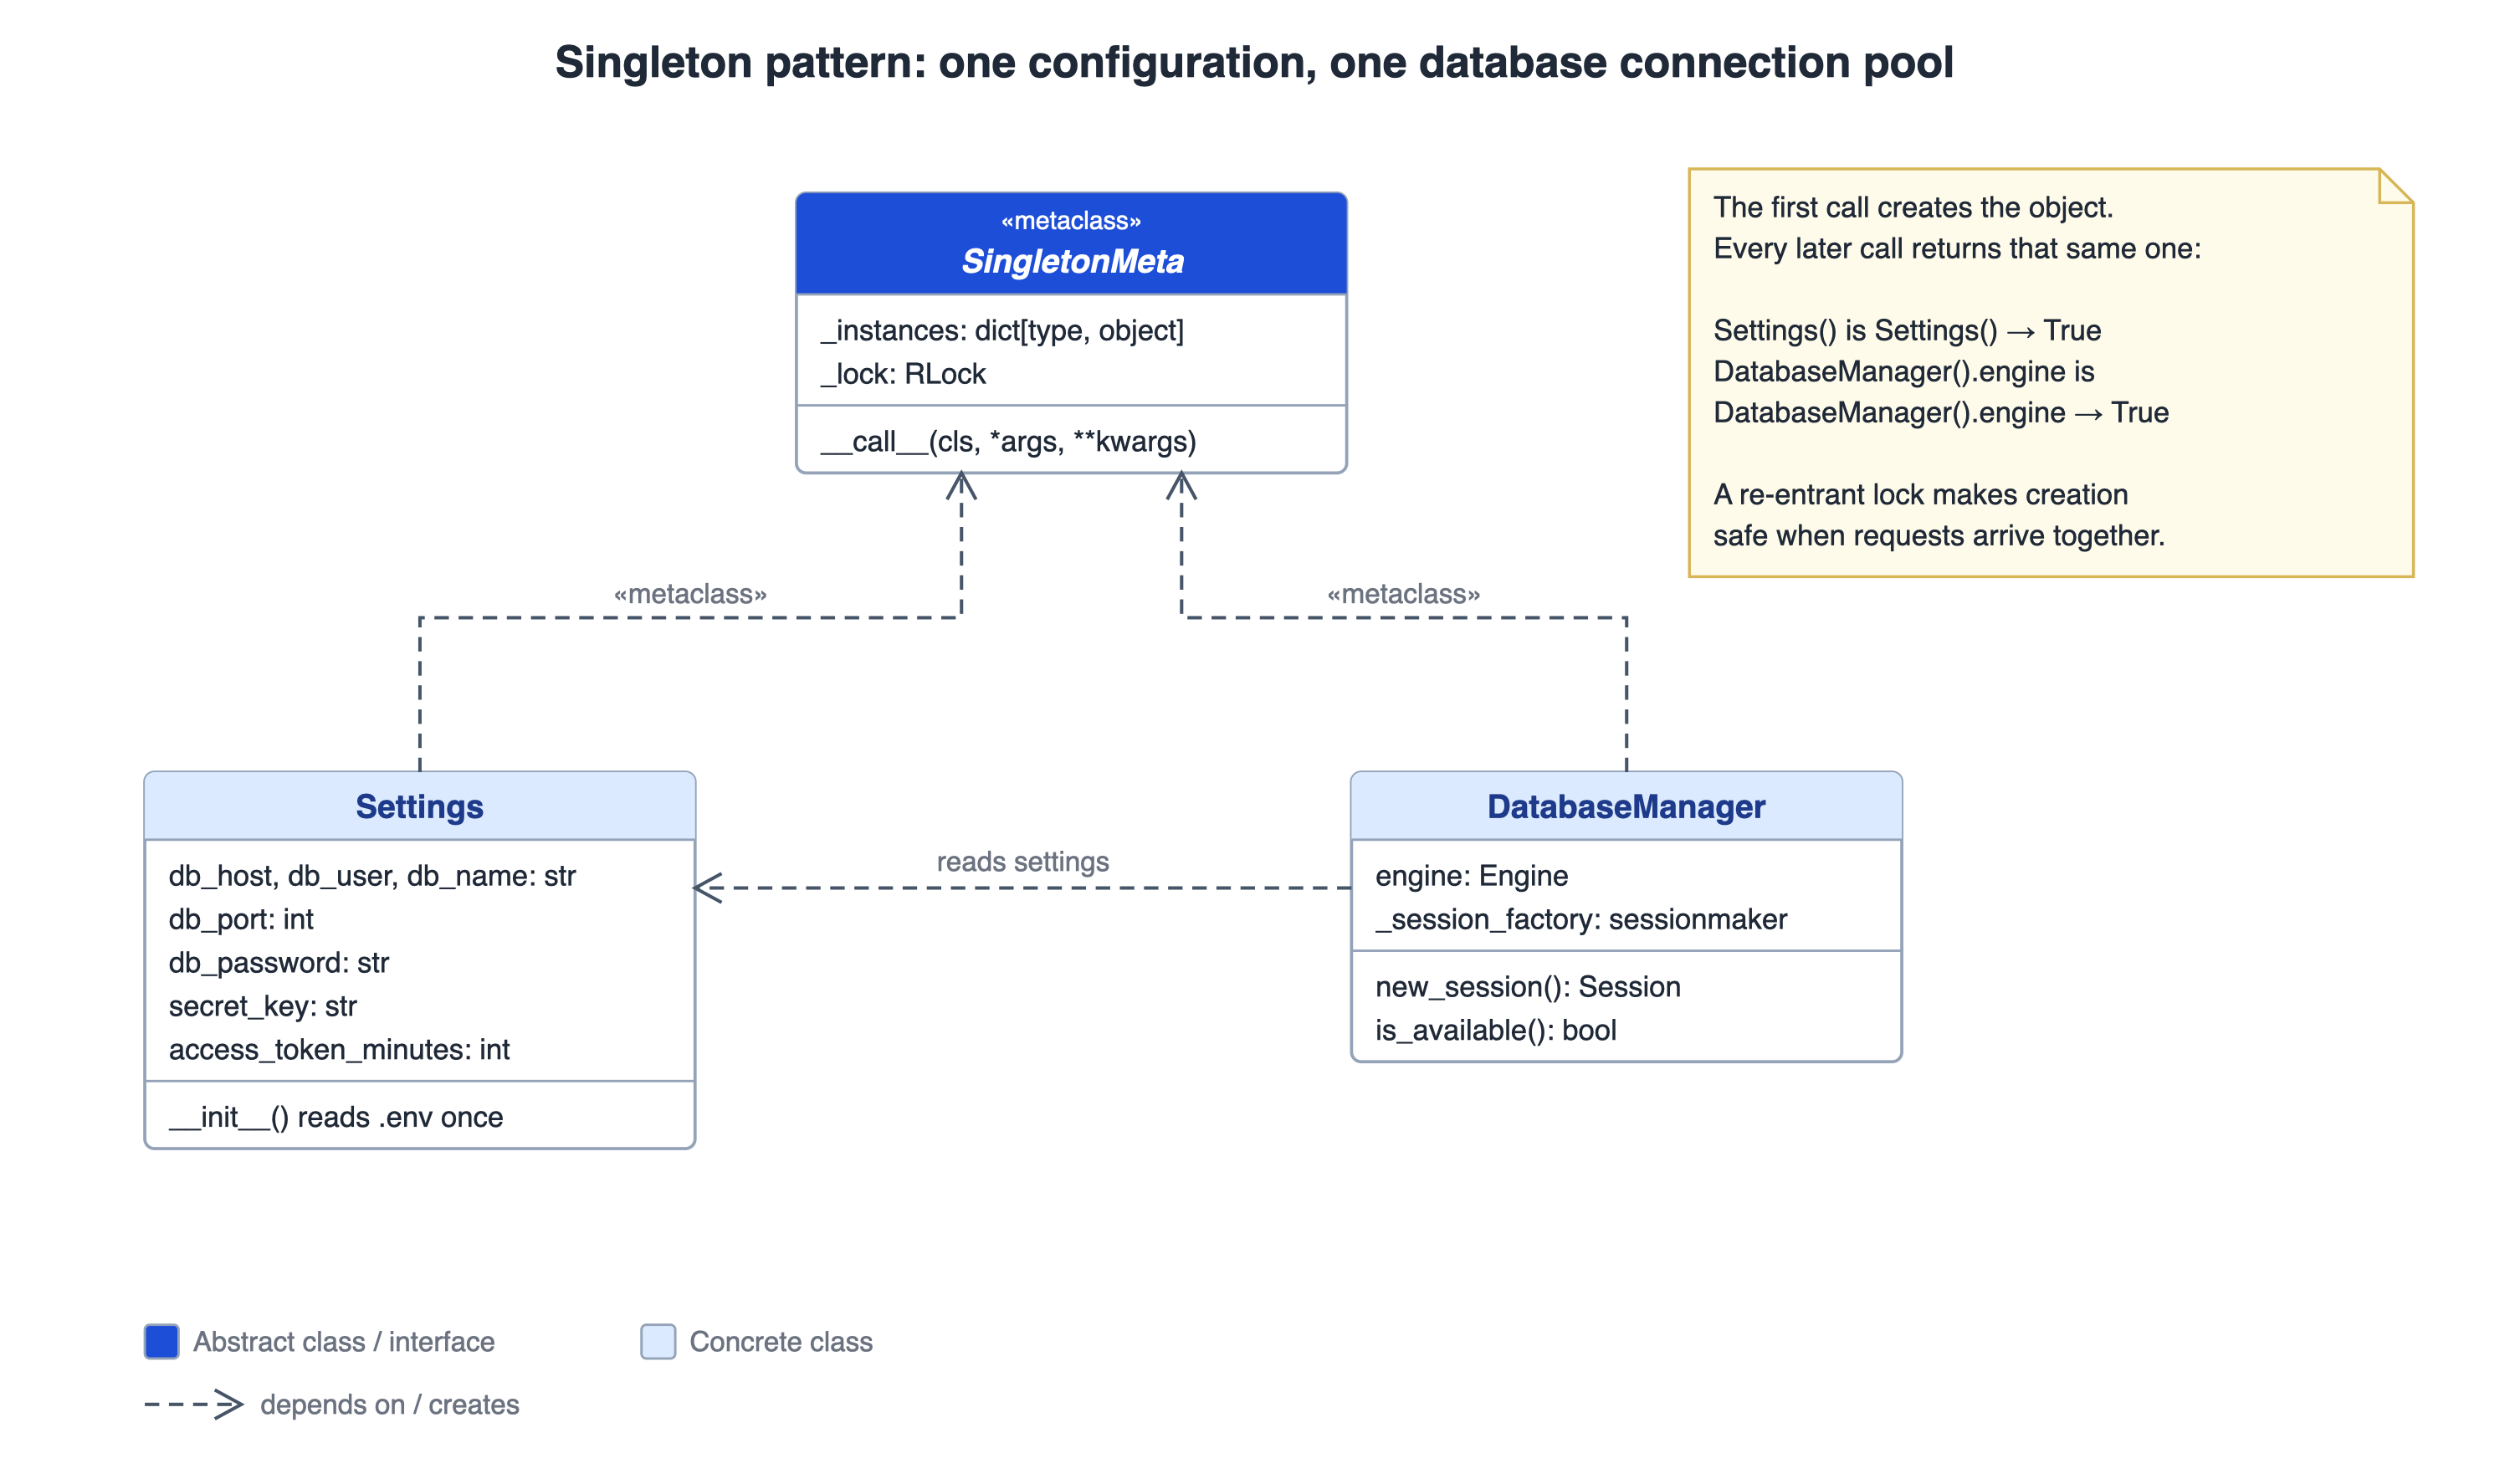 Singleton pattern: one configuration, one database connection pool
«metaclass»
SingletonMeta
_instances: dict[type, object]
_lock: RLock
__call__(cls, *args, **kwargs)
The first call creates the object.
Every later call returns that same one:
Settings() is Settings() → True
DatabaseManager().engine is
DatabaseManager().engine → True
A re-entrant lock makes creation
safe when requests arrive together.
«metaclass»
«metaclass»
Settings
db_host, db_user, db_name: str
db_port: int
db_password: str
secret_key: str
access_token_minutes: int
__init__() reads .env once
reads settings
DatabaseManager
engine: Engine
_session_factory: sessionmaker
new_session(): Session
is_available(): bool
Abstract class / interface
Concrete class
depends on / creates